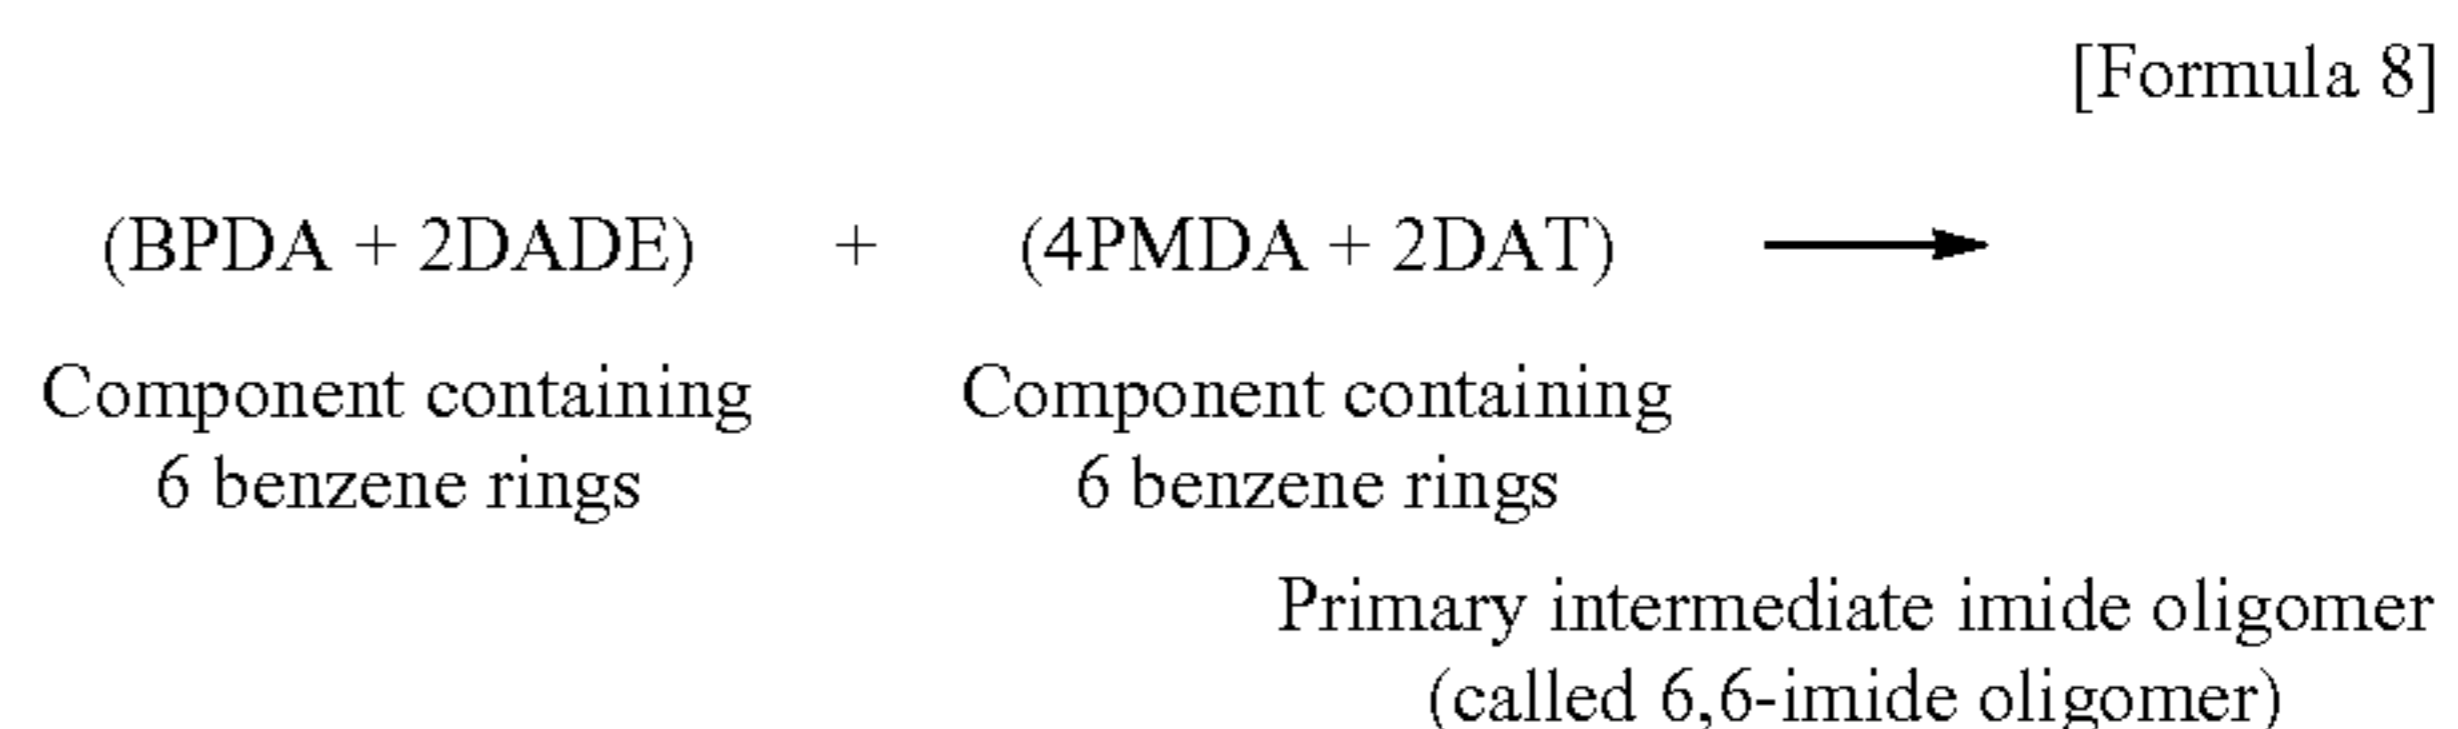 [Formula 8]
(BPDA + 2DADE) + (4PMDA + 2DAT) ⟶
Component containing Component containing
6 benzene rings 6 benzene rings
Primary intermediate imide oligomer
(called 6,6-imide oligomer)